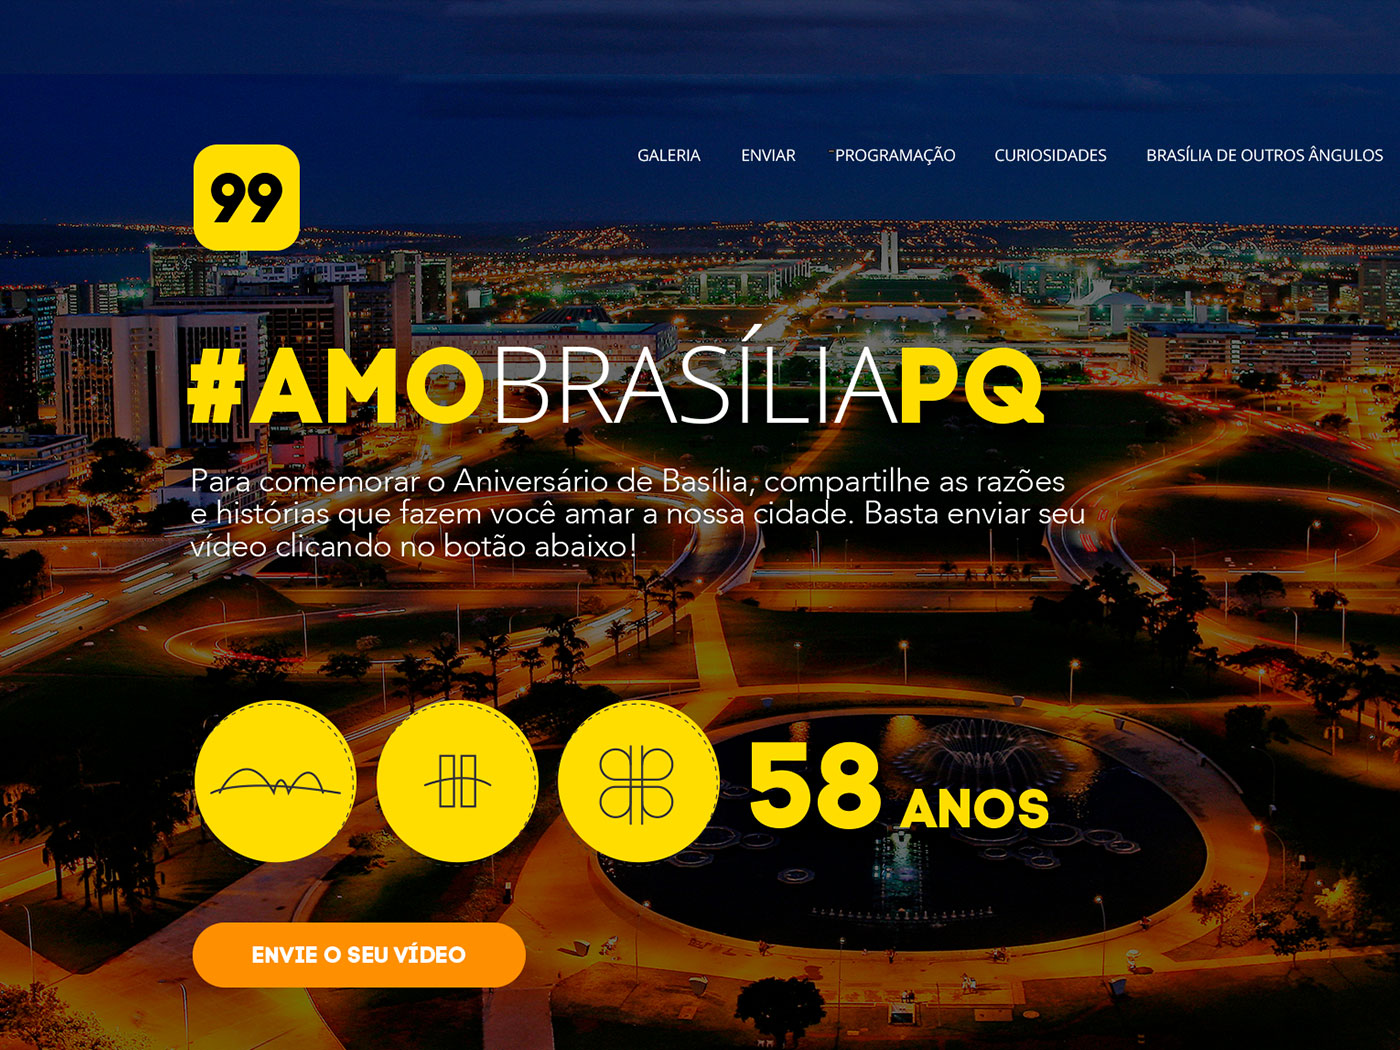 99
GALERIA ENVIAR PROGRAMAÇÃO CURIOSIDADES BRASÍLIA DE OUTROS ÂNGULOS
#AMOBRASÍLIAPQ
Para comemorar o Aniversário de Basília, compartilhe as razões
e histórias que fazem você amar a nossa cidade. Basta enviar seu
vídeo clicando no botão abaixo!
58 ANOS
ENVIE O SEU VÍDEO